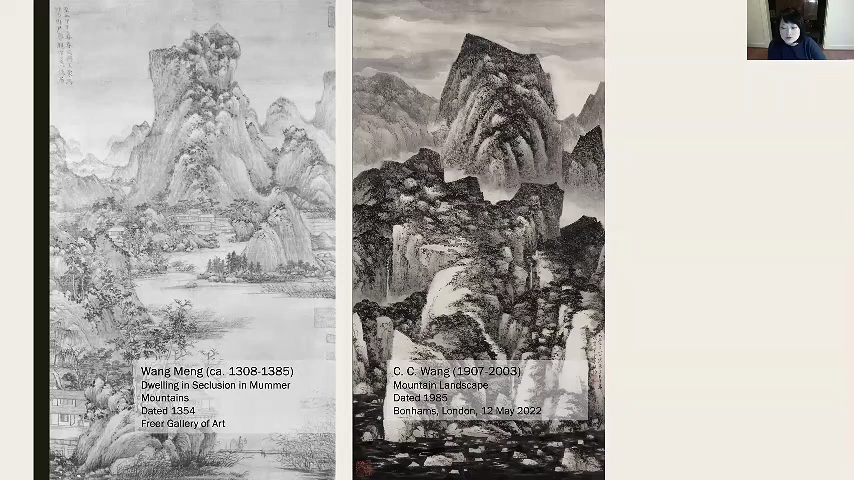 Wang Meng (ca. 1308-1385)
Dwelling in Seclusion in Mummer
Mountains
Dated 1354
Freer Gallery of Art
C. C. Wang (1907-2003)
Mountain Landscape
Dated 1985
Bonhams, London, 12 May 2022